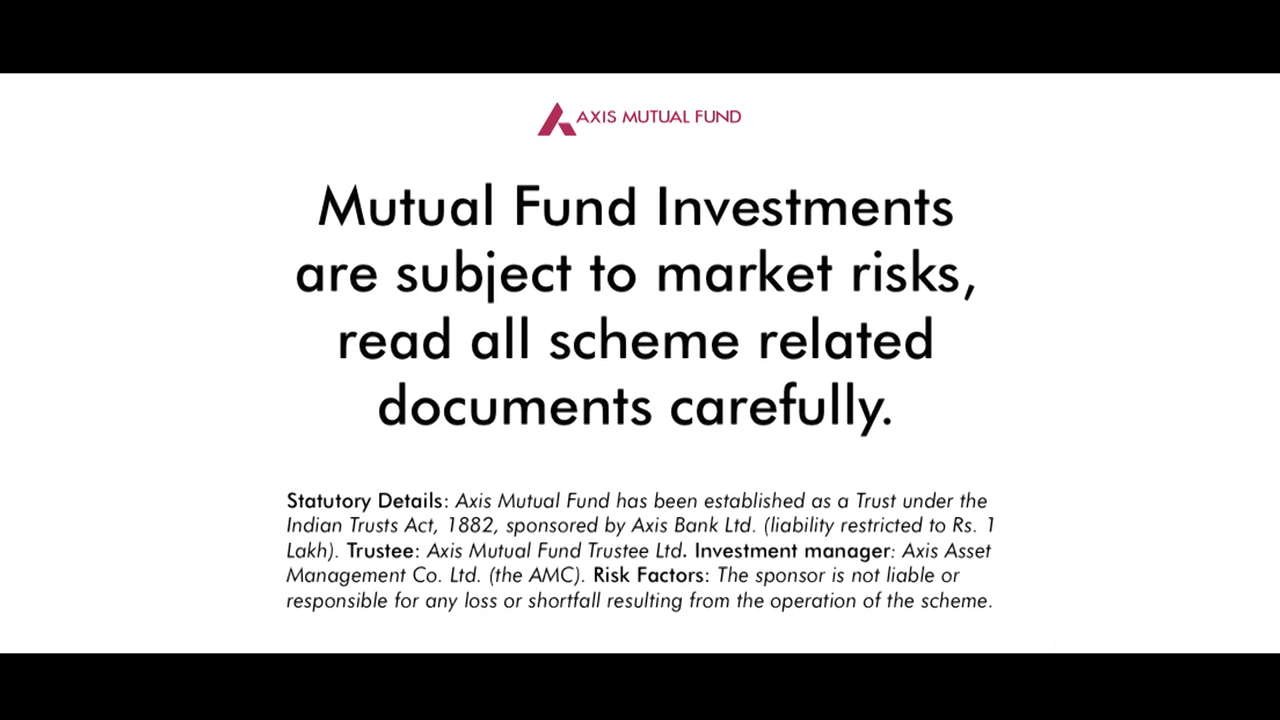 AXIS MUTUAL FUND
Mutual Fund Investments
are subject to market risks,
read all scheme related
documents carefully.
Statutory Details: Axis Mutual Fund has been established as a Trust under the
Indian Trusts Act, 1882, sponsored by Axis Bank Ltd. (liability restricted to Rs. 1
Lakh). Trustee: Axis Mutual Fund Trustee Ltd. Investment manager: Axis Asset
Management Co. Ltd. (the AMC). Risk Factors: The sponsor is not liable or
responsible for any loss or shortfall resulting from the operation of the scheme.